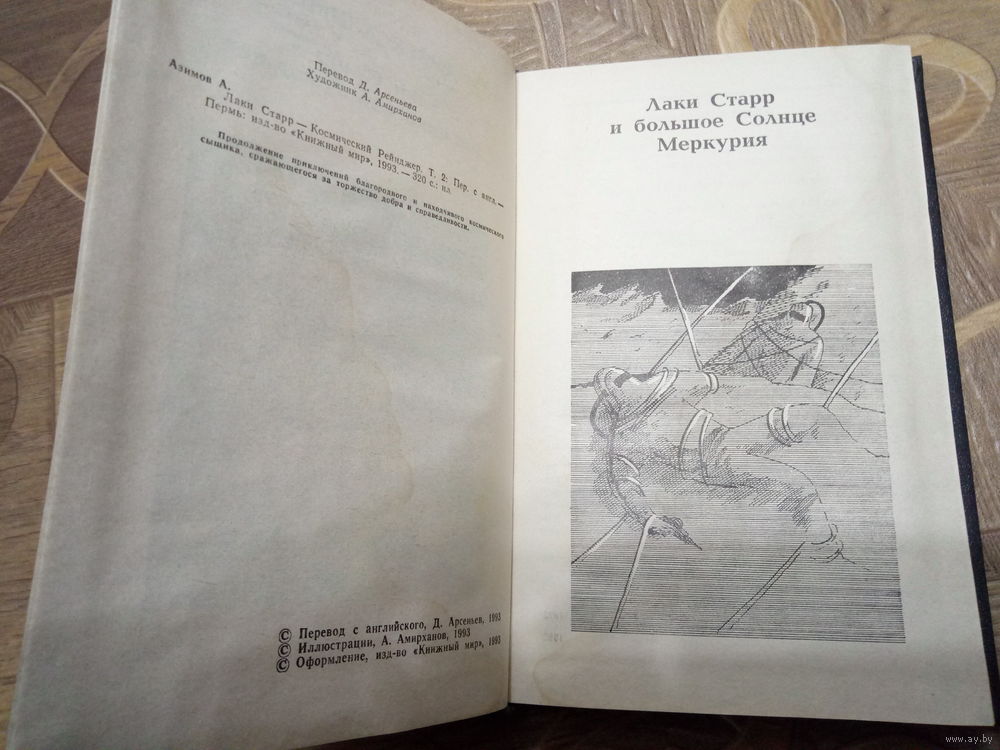 Перевод Д. Арсеньева
Художник А. Амирханов
Азимов А.
Лаки Старр — Космический Рейнджер. Т. 2: Пер. с англ. —
Пермь: изд-во «Книжный мир», 1993. — 320 с.: ил.
Продолжение приключений благородного и находчивого космического
сыщика, сражающегося за торжество добра и справедливости.
© Перевод с английского, Д. Арсеньев, 1993
© Иллюстрации, А. Амирханов, 1993
© Оформление, изд-во «Книжный мир», 1993
Лаки Старр
и большое Солнце
Меркурия
www.ay.by